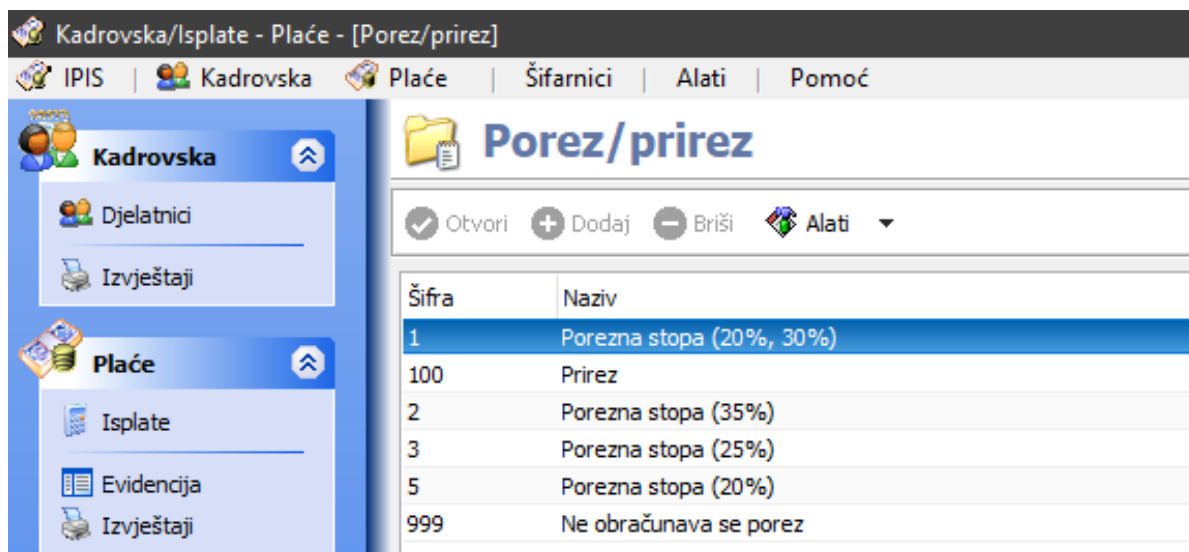 Kadrovska/Isplate - Plaće - [Porez/prirez]
IPIS | Kadrovska Plaće | Šifarnici | Alati | Pomoć
Kadrovska
Djelatnici
Izvještaji
Plaće
Isplate
Evidencija
Izvještaji
Porez/prirez
Otvori Dodaj Briši Alati
Šifra Naziv
1 Porezna stopa (20%, 30%)
100 Prirez
2 Porezna stopa (35%)
3 Porezna stopa (25%)
5 Porezna stopa (20%)
999 Ne obračunava se porez